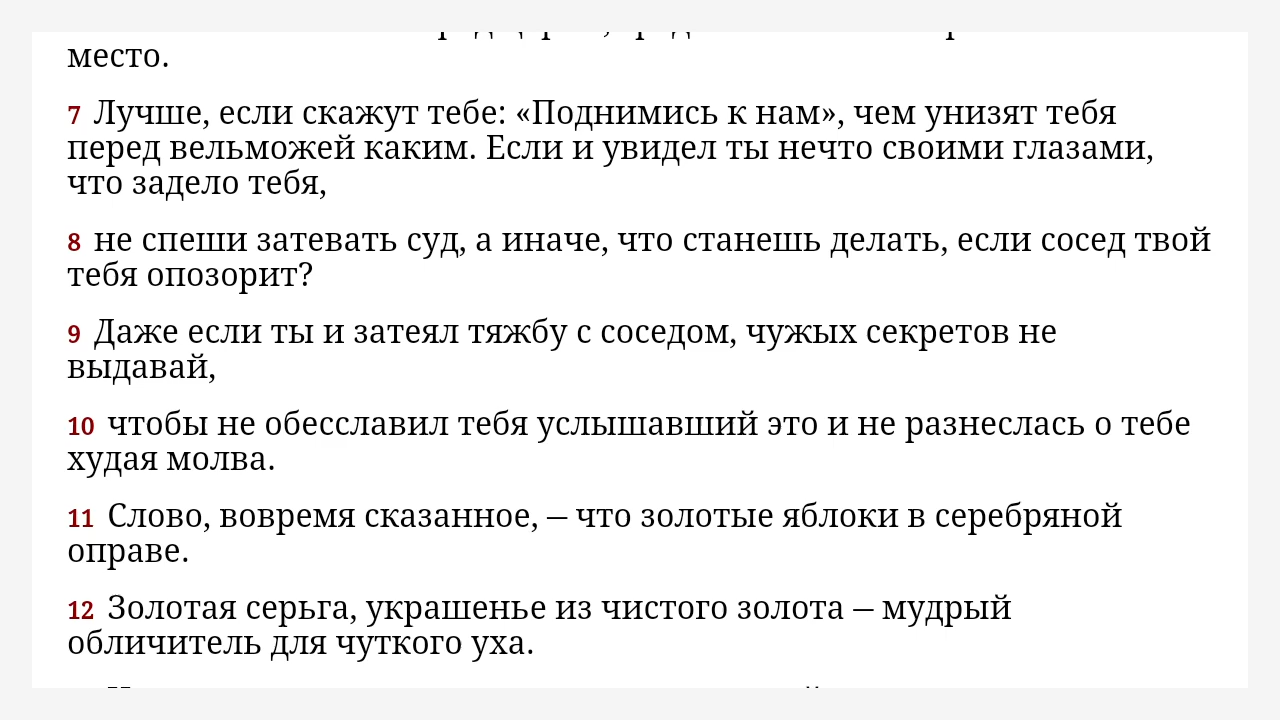 место.
7 Лучше, если скажут тебе: «Поднимись к нам», чем унизят тебя
перед вельможей каким. Если и увидел ты нечто своими глазами,
что задело тебя,
8 не спеши затевать суд, а иначе, что станешь делать, если сосед твой
тебя опозорит?
9 Даже если ты и затеял тяжбу с соседом, чужых секретов не
выдавай,
10 чтобы не обесславил тебя услышавший это и не разнеслась о тебе
худая молва.
11 Слово, вовремя сказанное, – что золотые яблоки в серебряной
оправе.
12 Золотая серьга, украшенье из чистого золота – мудрый
обличитель для чуткого уха.